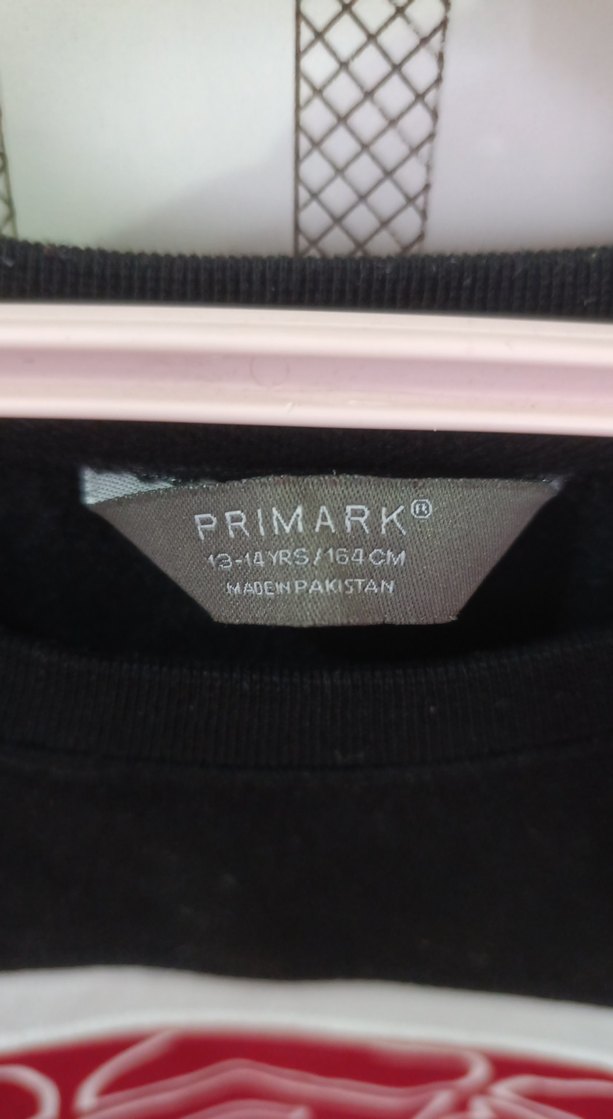 PRIMARK®
13-14 YRS/164 CM
MADE IN PAKISTAN